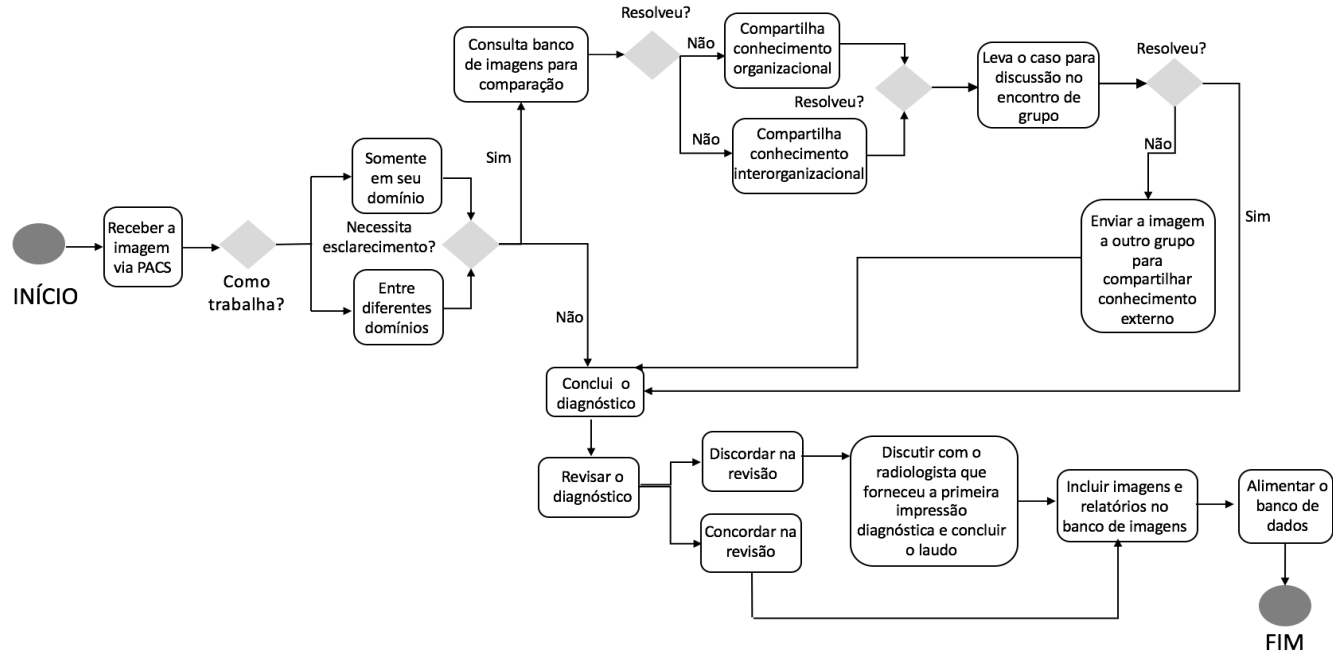 INÍCIO
Receber a
imagem
via PACS
Como
trabalha?
Somente
em seu
domínio
Entre
diferentes
domínios
Necessita
esclarecimento?
Sim
Não
Consulta banco
de imagens para
comparação
Resolveu?
Não
Não
Compartilha
conhecimento
organizacional
Compartilha
conhecimento
interorganizacional
Resolveu?
Leva o caso para
discussão no
encontro de
grupo
Resolveu?
Não
Sim
Enviar a imagem
a outro grupo
para
compartilhar
conhecimento
externo
Conclui o
diagnóstico
Revisar o
diagnóstico
Discordar na
revisão
Concordar na
revisão
Discutir com o
radiologista que
forneceu a primeira
impressão
diagnóstica e concluir
o laudo
Incluir imagens e
relatórios no
banco de imagens
Alimentar o
banco de
dados
FIM